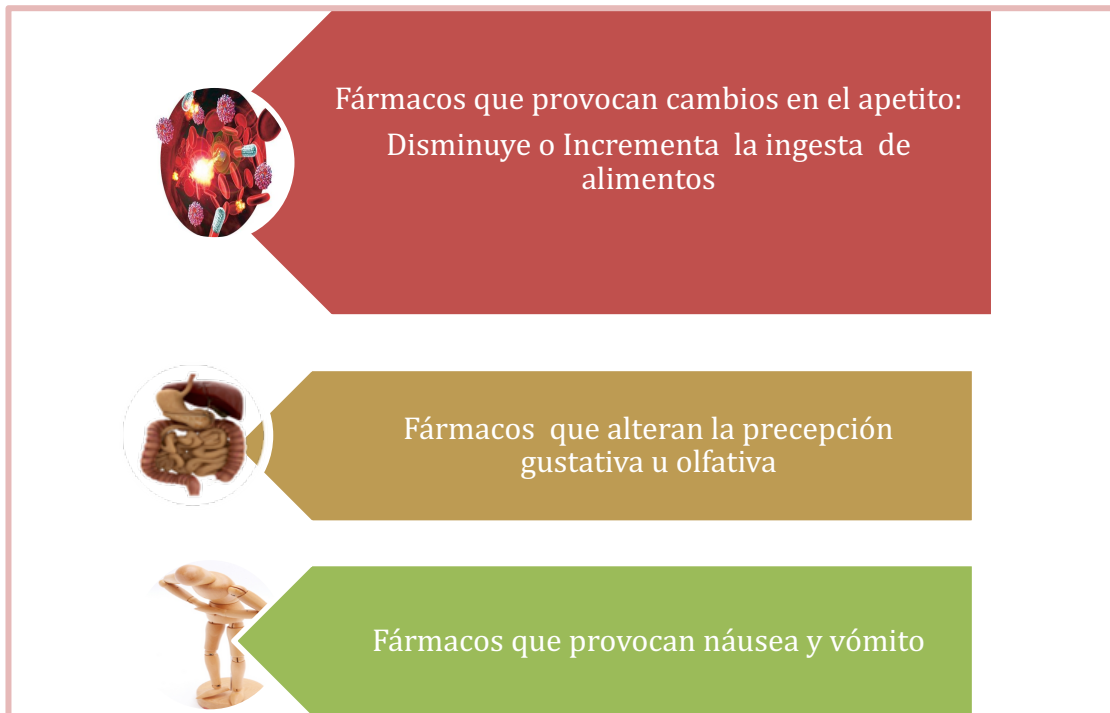 Fármacos que provocan cambios en el apetito:
Disminuye o Incrementa la ingesta de
alimentos
Fármacos que alteran la precepción
gustativa u olfativa
Fármacos que provocan náusea y vómito